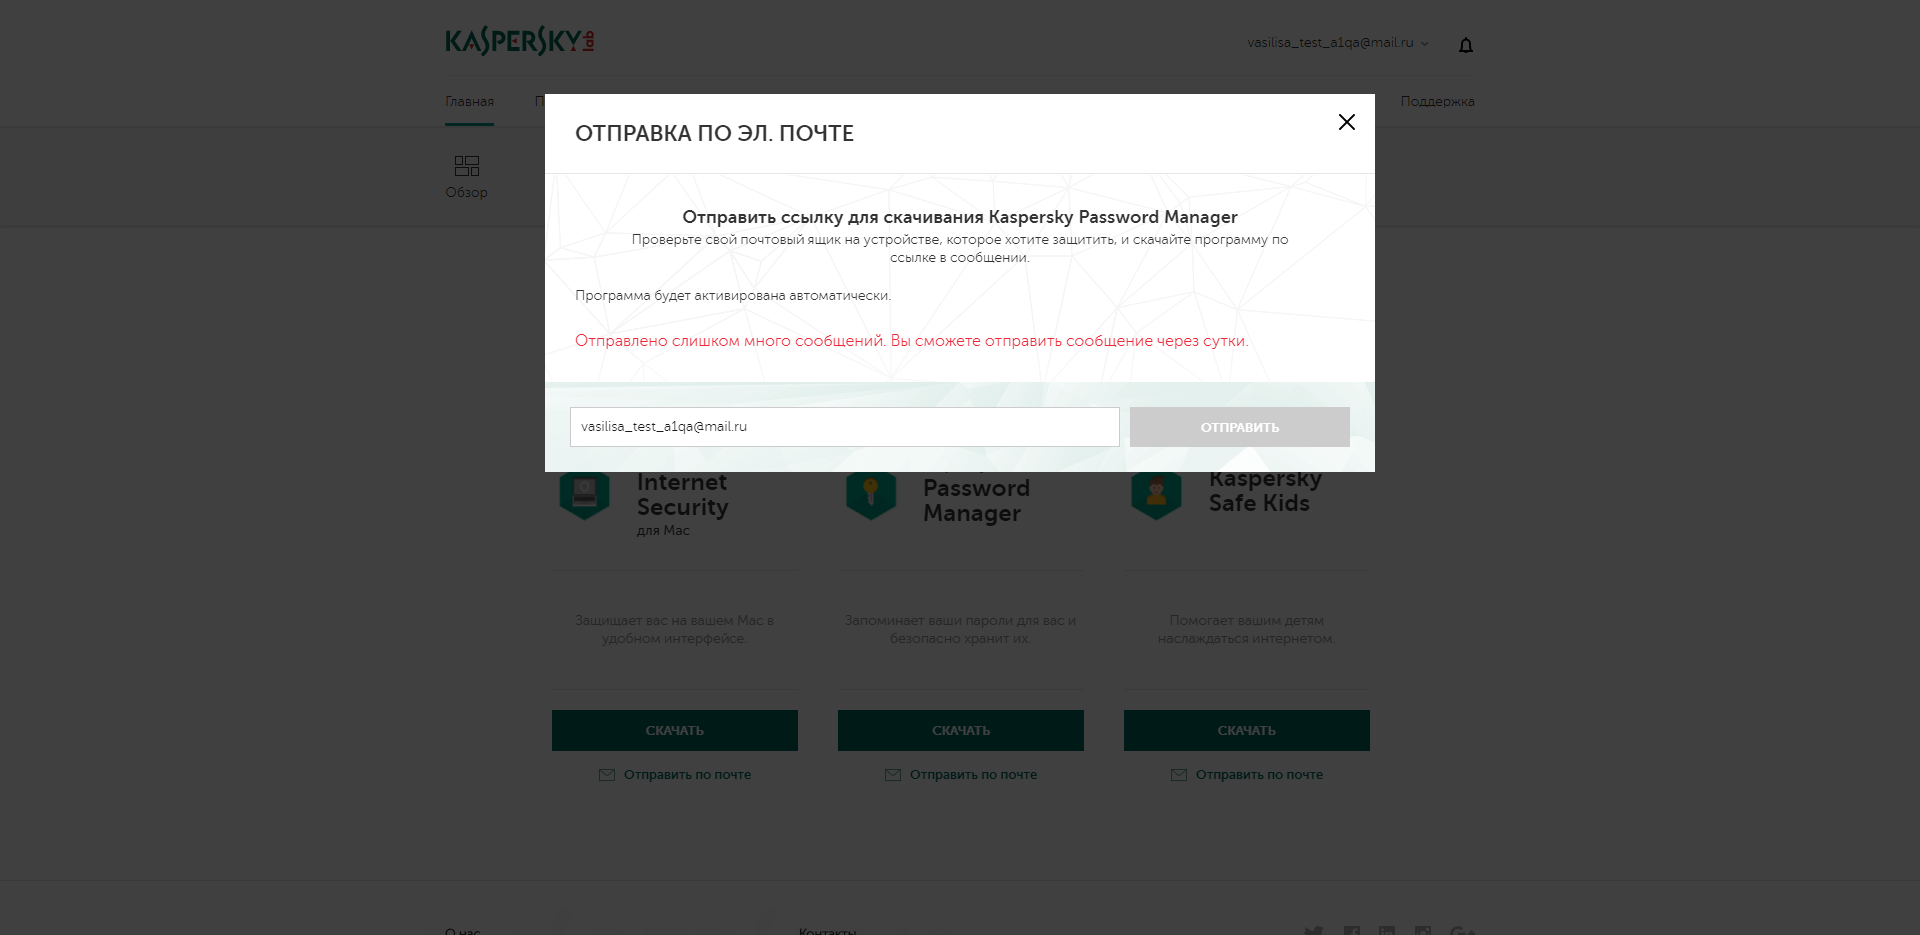 KASPERSKY lab
vasilisa_test_a1qa@mail.ru
Главная
Поддержка
Обзор
ОТПРАВКА ПО ЭЛ. ПОЧТЕ
Отправить ссылку для скачивания Kaspersky Password Manager
Проверьте свой почтовый ящик на устройстве, которое хотите защитить, и скачайте программу по
ссылке в сообщении.
Программа будет активирована автоматически.
Отправлено слишком много сообщений. Вы сможете отправить сообщение через сутки.
vasilisa_test_a1qa@mail.ru
ОТПРАВИТЬ
Internet
Security
для Mac
Password
Manager
Kaspersky
Safe Kids
Защищает вас на вашем Mac в
удобном интерфейсе.
Запоминает ваши пароли для вас и
безопасно хранит их.
Помогает вашим детям
наслаждаться интернетом.
СКАЧАТЬ
СКАЧАТЬ
СКАЧАТЬ
Отправить по почте
Отправить по почте
Отправить по почте
О нас
Контакты